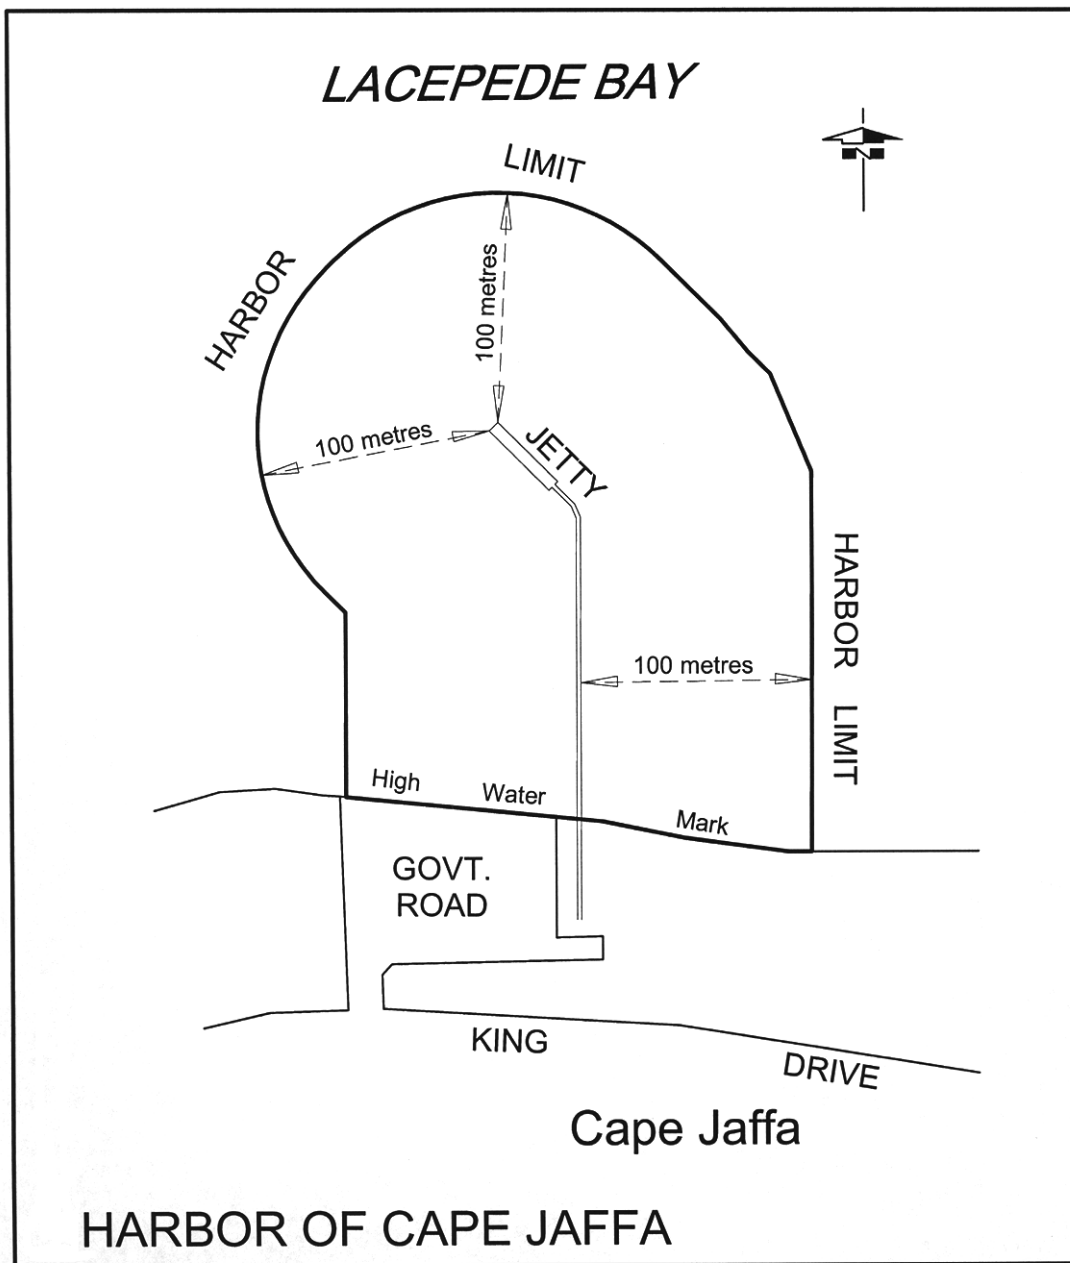 LACEPEDE BAY
LIMIT
N
HARBOR
100 metres
100 metres
JETTY
HARBOR LIMIT
100 metres
High Water Mark
GOVT.
ROAD
KING DRIVE
Cape Jaffa
HARBOR OF CAPE JAFFA